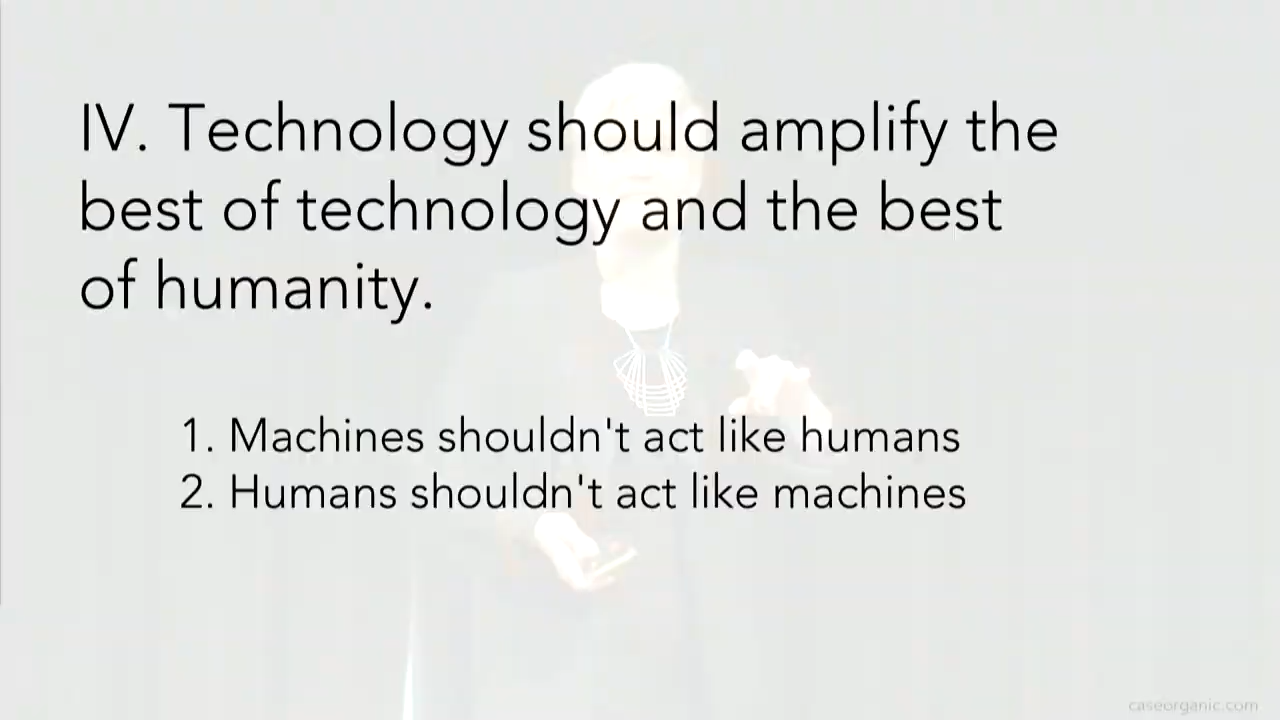 IV. Technology should amplify the
best of technology and the best
of humanity.
1. Machines shouldn't act like humans
2. Humans shouldn't act like machines
caseorganic.com